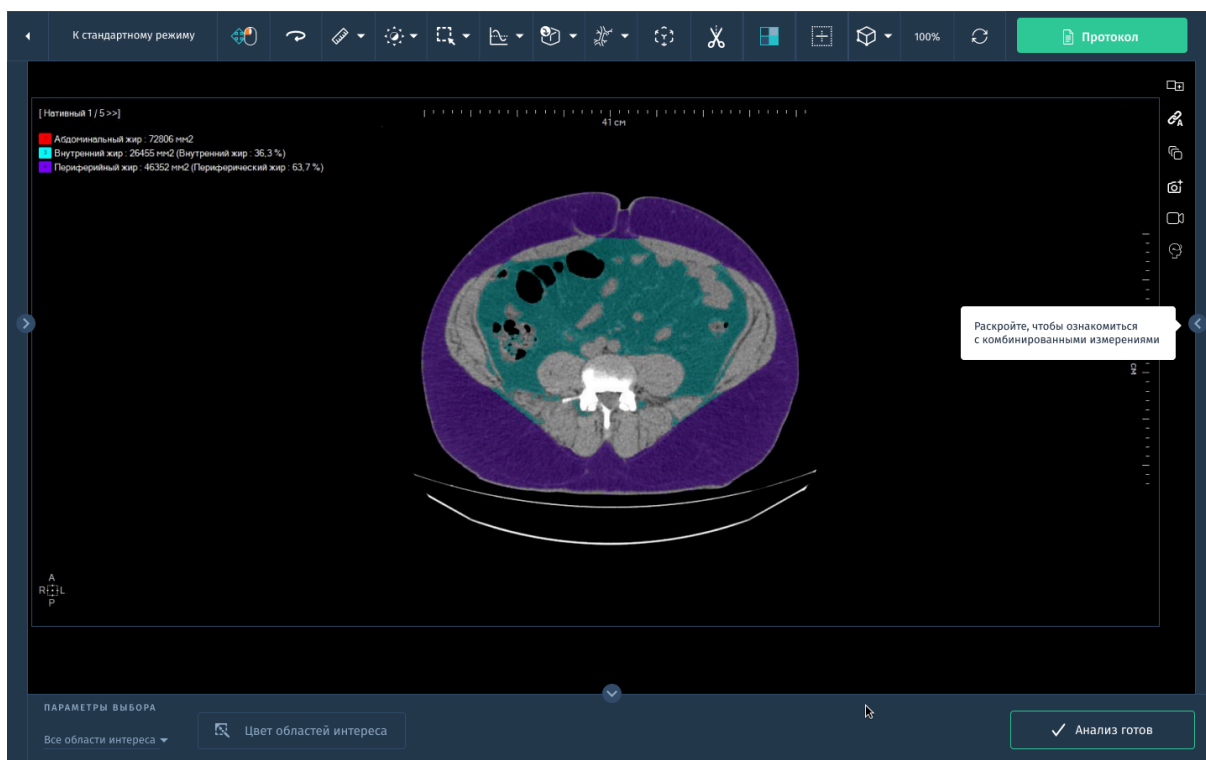 К стандартному режиму
100%
Протокол
[ Нативный 1 / 5 >>]
41 см
Абдоминальный жир : 72806 мм2
Внутренний жир : 26455 мм2 (Внутренний жир : 36,3 %)
Периферийный жир : 46352 мм2 (Периферический жир : 63,7 %)
Раскройте, чтобы ознакомиться
с комбинированными измерениями
A
R L
P
ПАРАМЕТРЫ ВЫБОРА
Все области интереса
Цвет областей интереса
Анализ готов